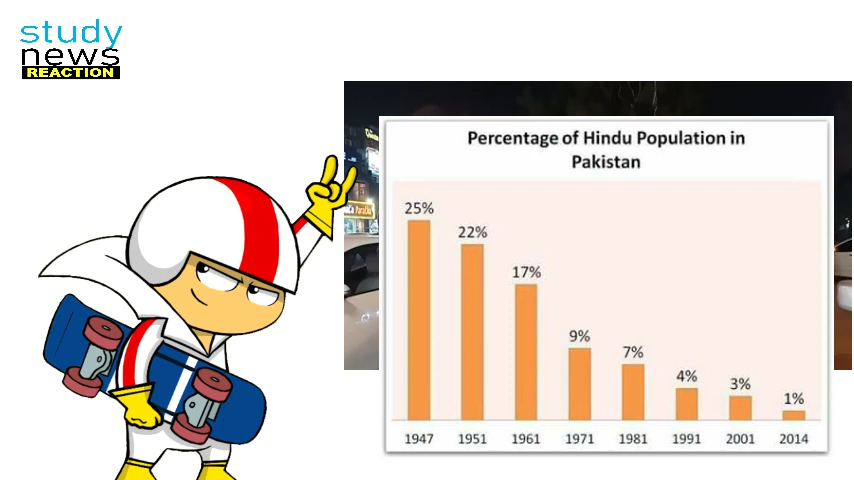 study
news
REACTION
Percentage of Hindu Population in
Pakistan
25%
22%
17%
9%
7%
4%
3%
1%
1947 1951 1961 1971 1981 1991 2001 2014